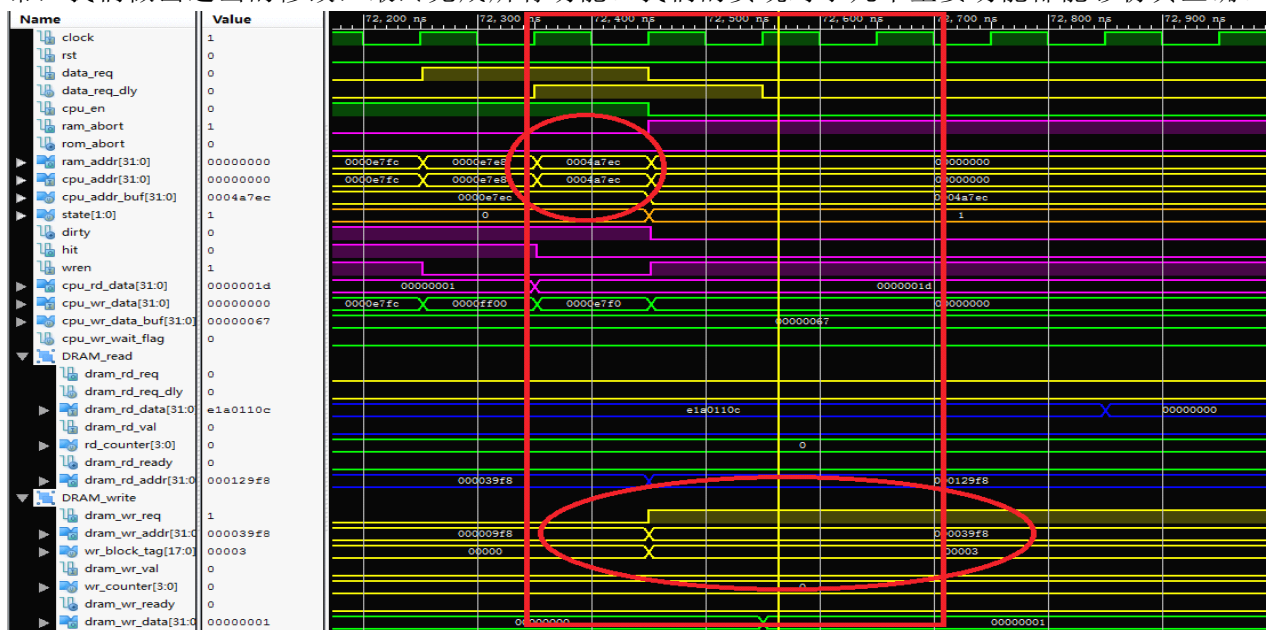 Name Value 72,200 ns 72,300 ns 72,400 ns 72,500 ns 72,600 ns 72,700 ns 72,800 ns 72,900 ns
clock 1
rst 0
data_req 0
data_req_dly 0
cpu_en 0
ram_abort 1
rom_abort 0
ram_addr[31:0] 00000000 0000e7fc 0000e7e8 0004a7ec 00000000
cpu_addr[31:0] 00000000 0000e7fc 0000e7e8 0004a7ec 00000000
cpu_addr_buf[31:0] 0004a7ec 0000e7ec 0004a7ec
state[1:0] 1 0 1
dirty 0
hit 0
wren 1
cpu_rd_data[31:0] 0000001d 00000001 0000001d
cpu_wr_data[31:0] 00000000 0000e7fc 0000ff00 0000e7f0 00000000
cpu_wr_data_buf[31:0] 00000067 00000067
cpu_wr_wait_flag 0
DRAM_read
dram_rd_req 0
dram_rd_req_dly 0
dram_rd_data[31:0 e1a0110c e1a0110c 00000000
dram_rd_val 0
rd_counter[3:0] 0 0
dram_rd_ready 0
dram_rd_addr[31:0 000129f8 000039f8 000129f8
DRAM_write
dram_wr_req 1
dram_wr_addr[31:0 000039f8 000009f8 000039f8
wr_block_tag[17:0] 00003 00000 00003
dram_wr_val 0
wr_counter[3:0] 0 0
dram_wr_ready 0
dram_wr_data[31:0 00000001 00000000 00000001